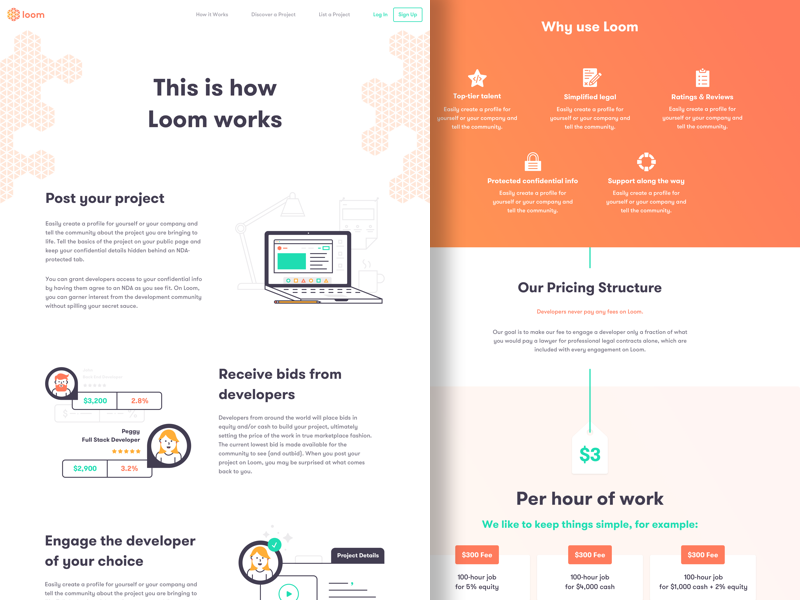 loom
How it Works
Discover a Project
List a Project
Log In
Sign Up
This is how
Loom works
Post your project
Easily create a profile for yourself or your company and
tell the community about the project you are bringing to
life. Tell the basics of the project on your public page and
keep your confidential details hidden behind an NDA-
protected tab.
You can grant developers access to your confidential info
by having them agree to an NDA as you see fit. On Loom,
you can garner interest from the development community
without spilling your secret sauce.
$3,200
2.8%
Peggy
Full Stack Developer
$2,900
3.2%
Receive bids from
developers
Developers from around the world will place bids in
equity and/or cash to build your project, ultimately
setting the price of the work in true marketplace fashion.
The current lowest bid is made available for the
community to see (and outbid). When you post your
project on Loom, you may be surprised at what comes
back to you.
Engage the developer
of your choice
Easily create a profile for yourself or your company and
tell the community about the project you are bringing to
Project Details
Why use Loom
Top-tier talent
Easily create a profile for
yourself or your company and
tell the community.
Simplified legal
Easily create a profile for
yourself or your company and
tell the community.
Ratings & Reviews
Easily create a profile for
yourself or your company and
tell the community.
Protected confidential info
Easily create a profile for
yourself or your company and
tell the community.
Support along the way
Easily create a profile for
yourself or your company and
tell the community.
Our Pricing Structure
Developers never pay any fees on Loom.
Our goal is to make our fee to engage a developer only a fraction of what
you would pay a lawyer for professional legal contracts alone, which are
included with every engagement on Loom.
$3
Per hour of work
We like to keep things simple, for example:
$300 Fee
100-hour job
for 5% equity
$300 Fee
100-hour job
for $4,000 cash
$300 Fee
100-hour job
for $1,000 cash + 2% equity